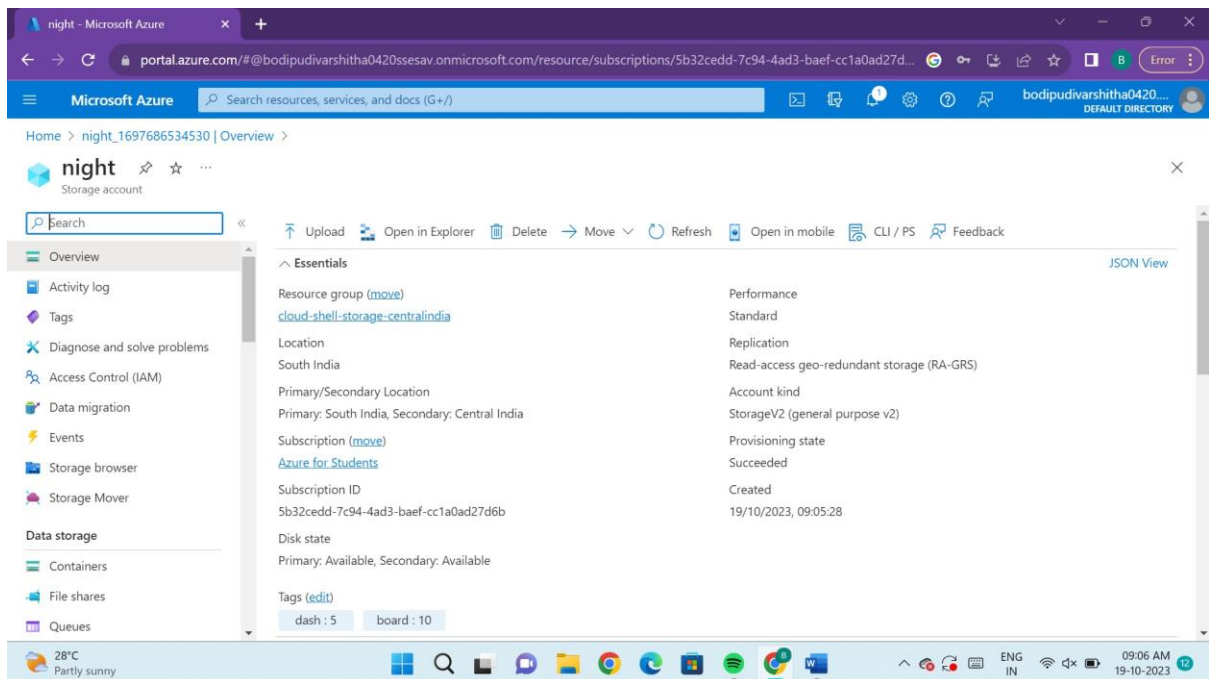 night - Microsoft Azure
portal.azure.com/#@bodipudivarshitha0420ssesav.onmicrosoft.com/resource/subscriptions/5b32cedd-7c94-4ad3-baef-cc1a0ad27d...
B
Error
Microsoft Azure
Search resources, services, and docs (G+/)
1
bodipudivarshitha0420....
DEFAULT DIRECTORY
Home > night_1697686534530 | Overview >
night
Storage account
Search
Overview
Activity log
Tags
Diagnose and solve problems
Access Control (IAM)
Data migration
Events
Storage browser
Storage Mover
Data storage
Containers
File shares
Queues
Upload Open in Explorer Delete Move Refresh Open in mobile CLI / PS Feedback
Essentials
JSON View
Resource group (move)
cloud-shell-storage-centralindia
Location
South India
Primary/Secondary Location
Primary: South India, Secondary: Central India
Subscription (move)
Azure for Students
Subscription ID
5b32cedd-7c94-4ad3-baef-cc1a0ad27d6b
Disk state
Primary: Available, Secondary: Available
Tags (edit)
dash : 5 board : 10
Performance
Standard
Replication
Read-access geo-redundant storage (RA-GRS)
Account kind
StorageV2 (general purpose v2)
Provisioning state
Succeeded
Created
19/10/2023, 09:05:28
28°C
Partly sunny
ENG
IN
09:06 AM
19-10-2023
12